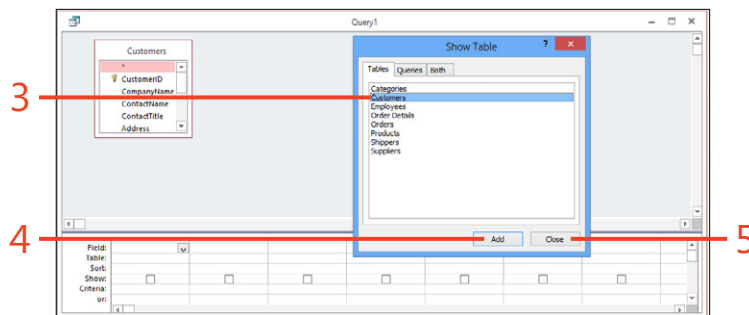 Query1
Show Table
?
Customers
*
CustomerID
CompanyName
ContactName
ContactTitle
Address
Tables Queries Both
Categories
Customers
Employees
Order Details
Orders
Products
Shippers
Suppliers
3
4
Add
Close
5
Field:
Table:
Sort:
Show:
Criteria:
or: